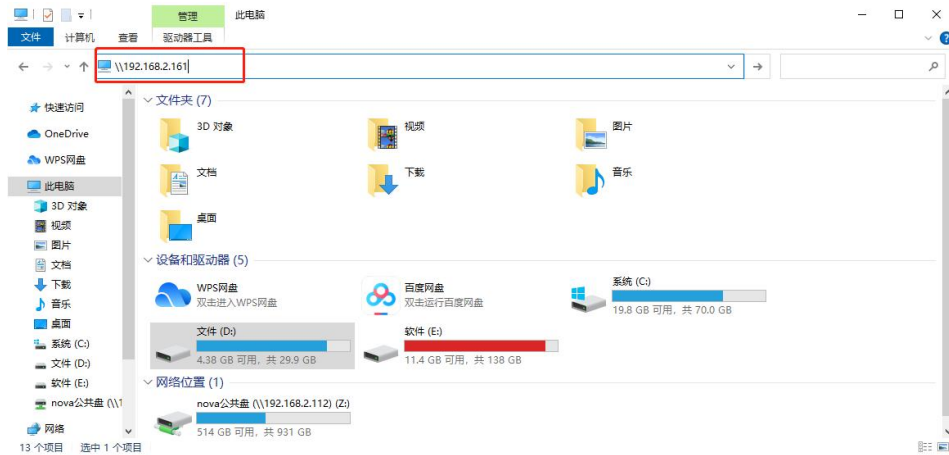 管理
此电脑
文件
计算机
查看
驱动器工具
\\192.168.2.161
快速访问
OneDrive
WPS网盘
此电脑
3D 对象
视频
图片
文档
下载
音乐
桌面
系统 (C:)
文件 (D:)
软件 (E:)
nova公共盘 (\\1
网络
文件夹 (7)
3D 对象
视频
图片
文档
下载
音乐
桌面
设备和驱动器 (5)
WPS网盘
双击进入WPS网盘
百度网盘
双击运行百度网盘
系统 (C:)
19.8 GB 可用，共 70.0 GB
文件 (D:)
4.38 GB 可用，共 29.9 GB
软件 (E:)
11.4 GB 可用，共 138 GB
网络位置 (1)
nova公共盘 (\\192.168.2.112) (Z:)
514 GB 可用，共 931 GB
13 个项目
选中 1 个项目